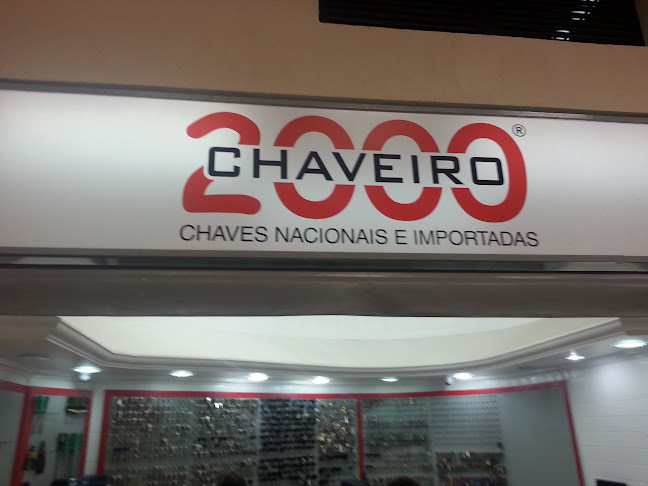 2000
CHAVEIRO
®
CHAVES NACIONAIS E IMPORTADAS